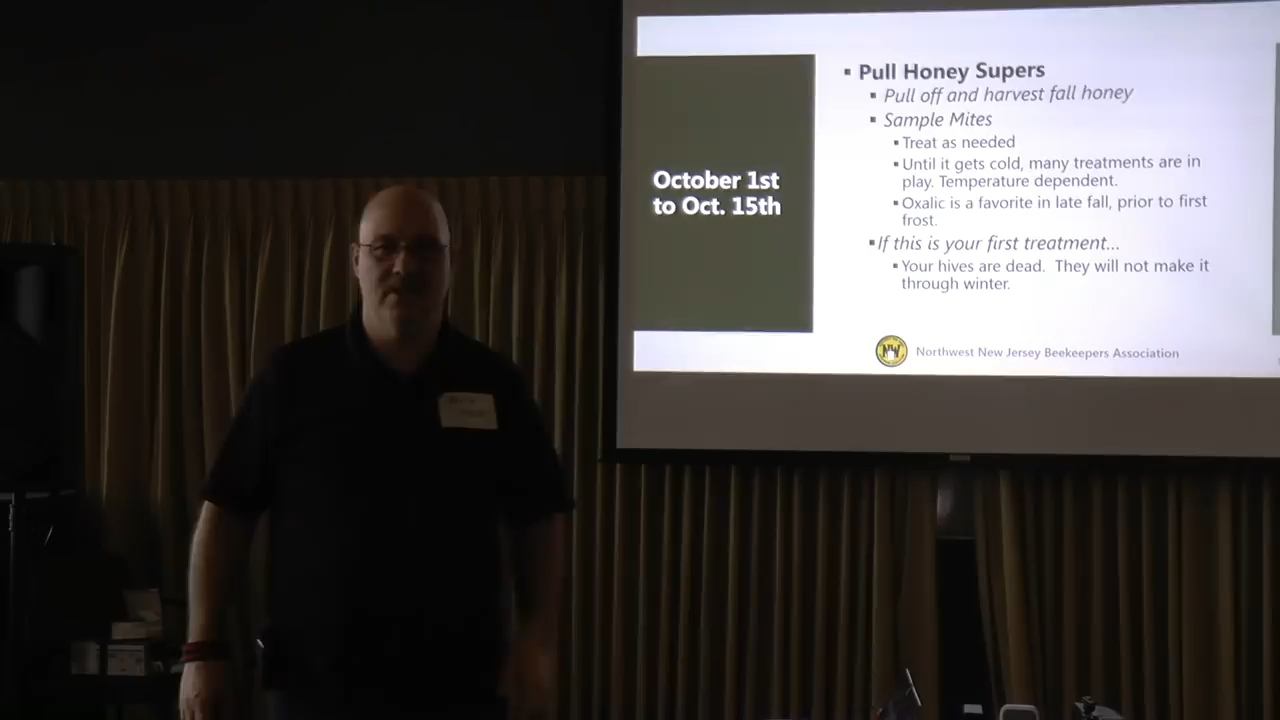 October 1st
to Oct. 15th
Pull Honey Supers
Pull off and harvest fall honey
Sample Mites
Treat as needed
Until it gets cold, many treatments are in
play. Temperature dependent.
Oxalic is a favorite in late fall, prior to first
frost.
If this is your first treatment...
Your hives are dead. They will not make it
through winter.
NW
Northwest New Jersey Beekeepers Association